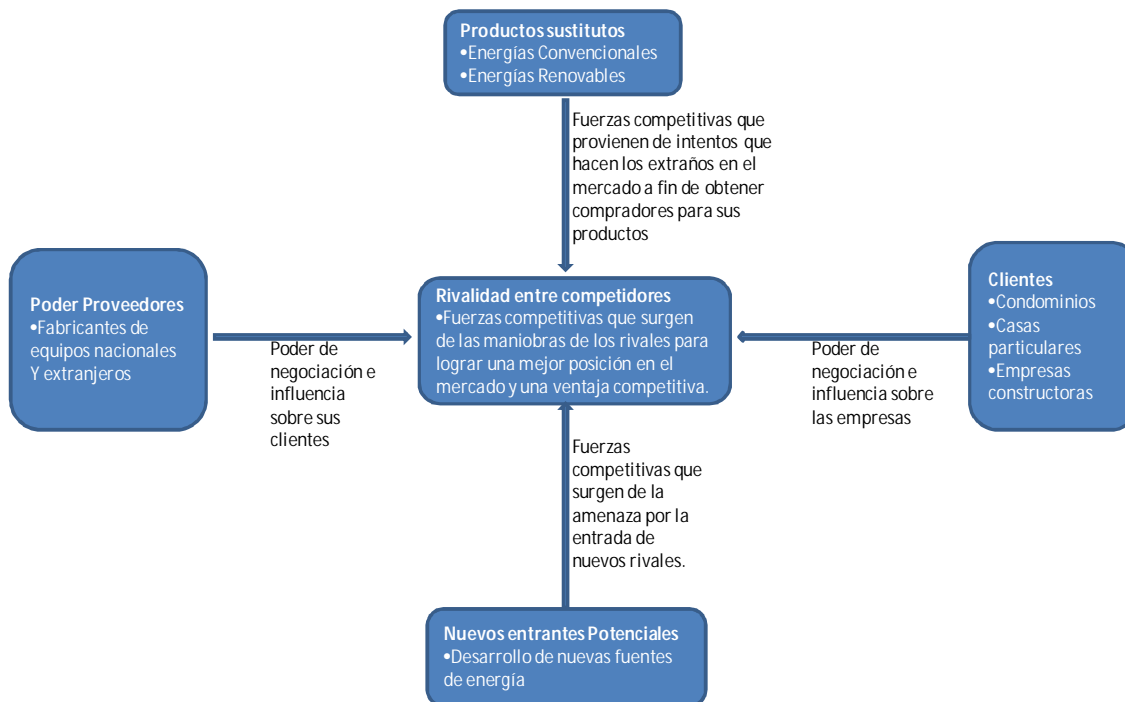 Productos sustitutos
•Energías Convencionales
•Energías Renovables
Fuerzas competitivas que
provienen de intentos que
hacen los extraños en el
mercado a fin de obtener
compradores para sus
productos
Poder Proveedores
•Fabricantes de
equipos nacionales
Y extranjeros
Poder de
negociación e
influencia
sobre sus
clientes
Rivalidad entre competidores
•Fuerzas competitivas que surgen
de las maniobras de los rivales para
lograr una mejor posición en el
mercado y una ventaja competitiva.
Poder de
negociación e
influencia sobre
las empresas
Clientes
•Condominios
•Casas
particulares
•Empresas
constructoras
Fuerzas
competitivas que
surgen de la
amenaza por la
entrada de
nuevos rivales.
Nuevos entrantes Potenciales
•Desarrollo de nuevas fuentes
de energía